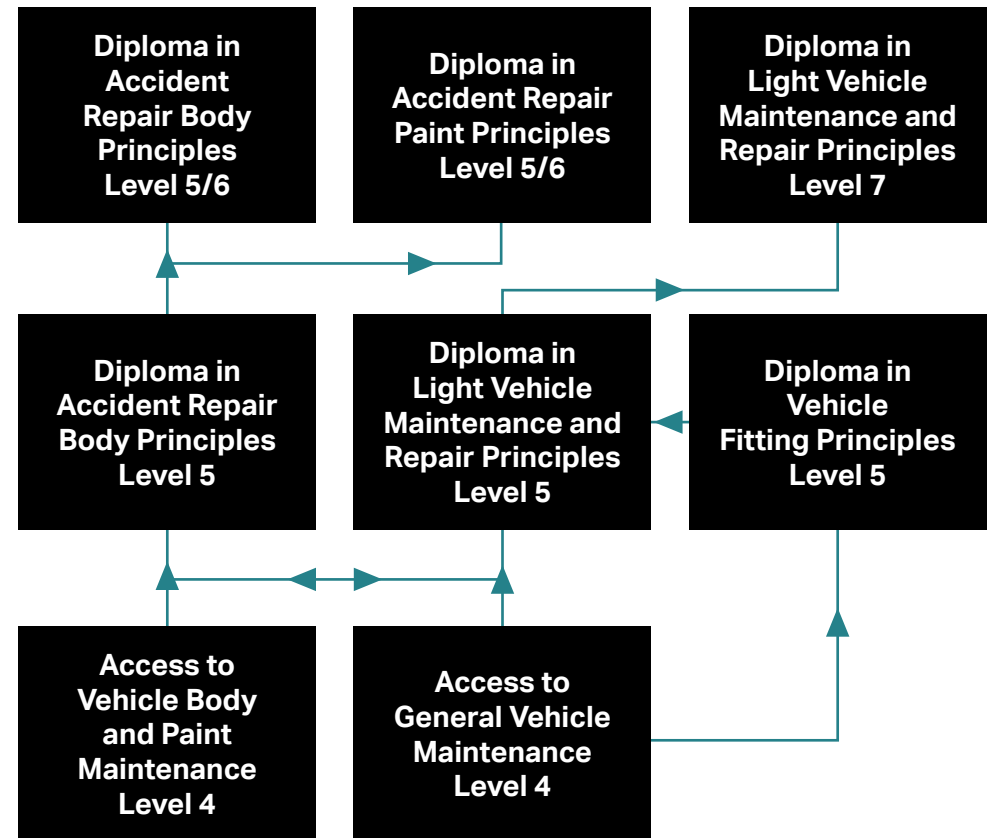 Diploma in
Accident
Repair Body
Principles
Level 5/6
Diploma in
Accident Repair
Paint Principles
Level 5/6
Diploma in
Light Vehicle
Maintenance and
Repair Principles
Level 7
Diploma in
Accident Repair
Body Principles
Level 5
Diploma in
Light Vehicle
Maintenance and
Repair Principles
Level 5
Diploma in
Vehicle
Fitting Principles
Level 5
Access to
Vehicle Body
and Paint
Maintenance
Level 4
Access to
General Vehicle
Maintenance
Level 4